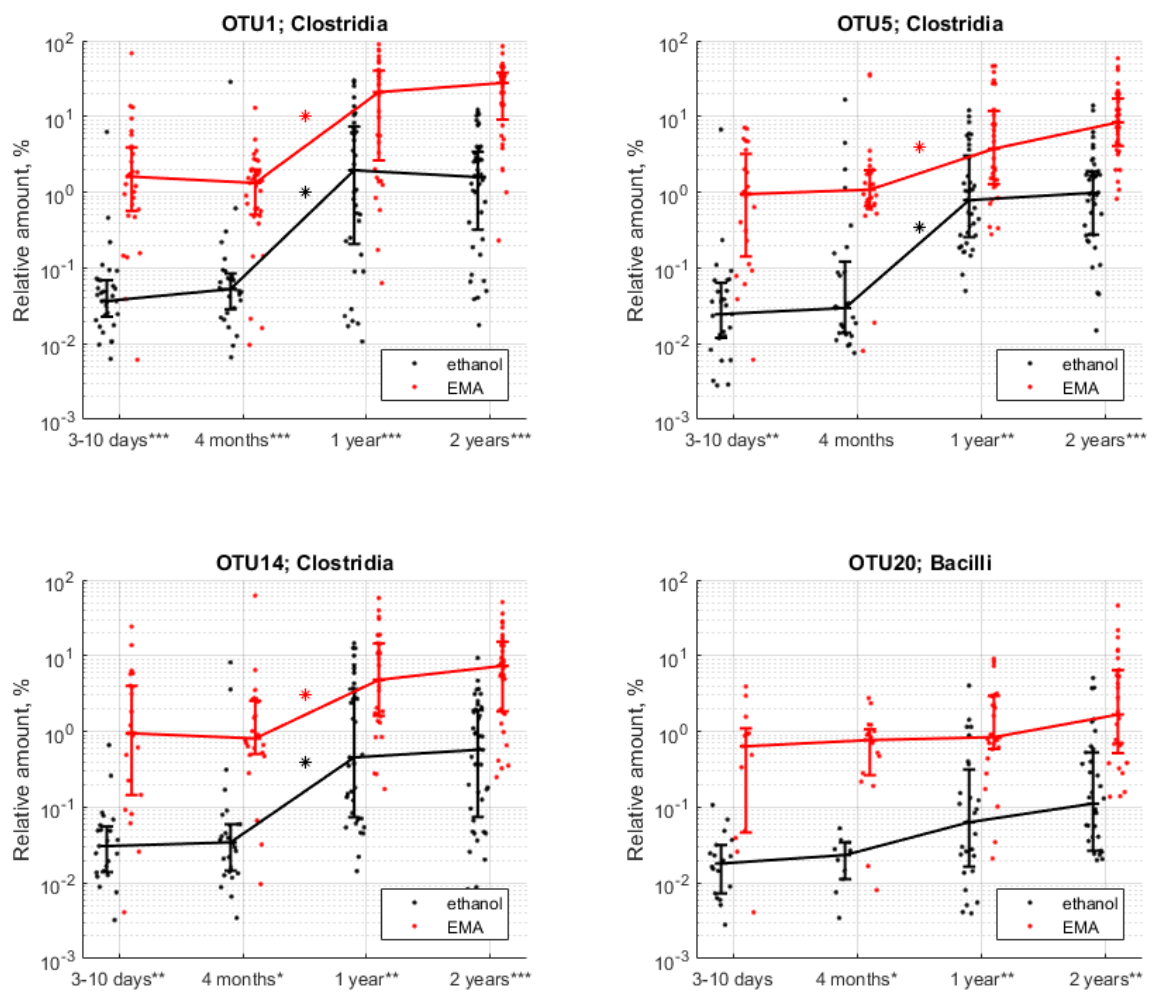 OTU1; Clostridia
Relative amount, %
10^2
10^1
10^0
10^-1
10^-2
10^-3
3-10 days***
4 months***
1 year***
2 years***
ethanol
EMA
OTU5; Clostridia
Relative amount, %
10^2
10^1
10^0
10^-1
10^-2
10^-3
3-10 days**
4 months
1 year**
2 years***
ethanol
EMA
OTU14; Clostridia
Relative amount, %
10^2
10^1
10^0
10^-1
10^-2
10^-3
3-10 days**
4 months*
1 year**
2 years***
ethanol
EMA
OTU20; Bacilli
Relative amount, %
10^2
10^1
10^0
10^-1
10^-2
10^-3
3-10 days
4 months*
1 year**
2 years**
ethanol
EMA